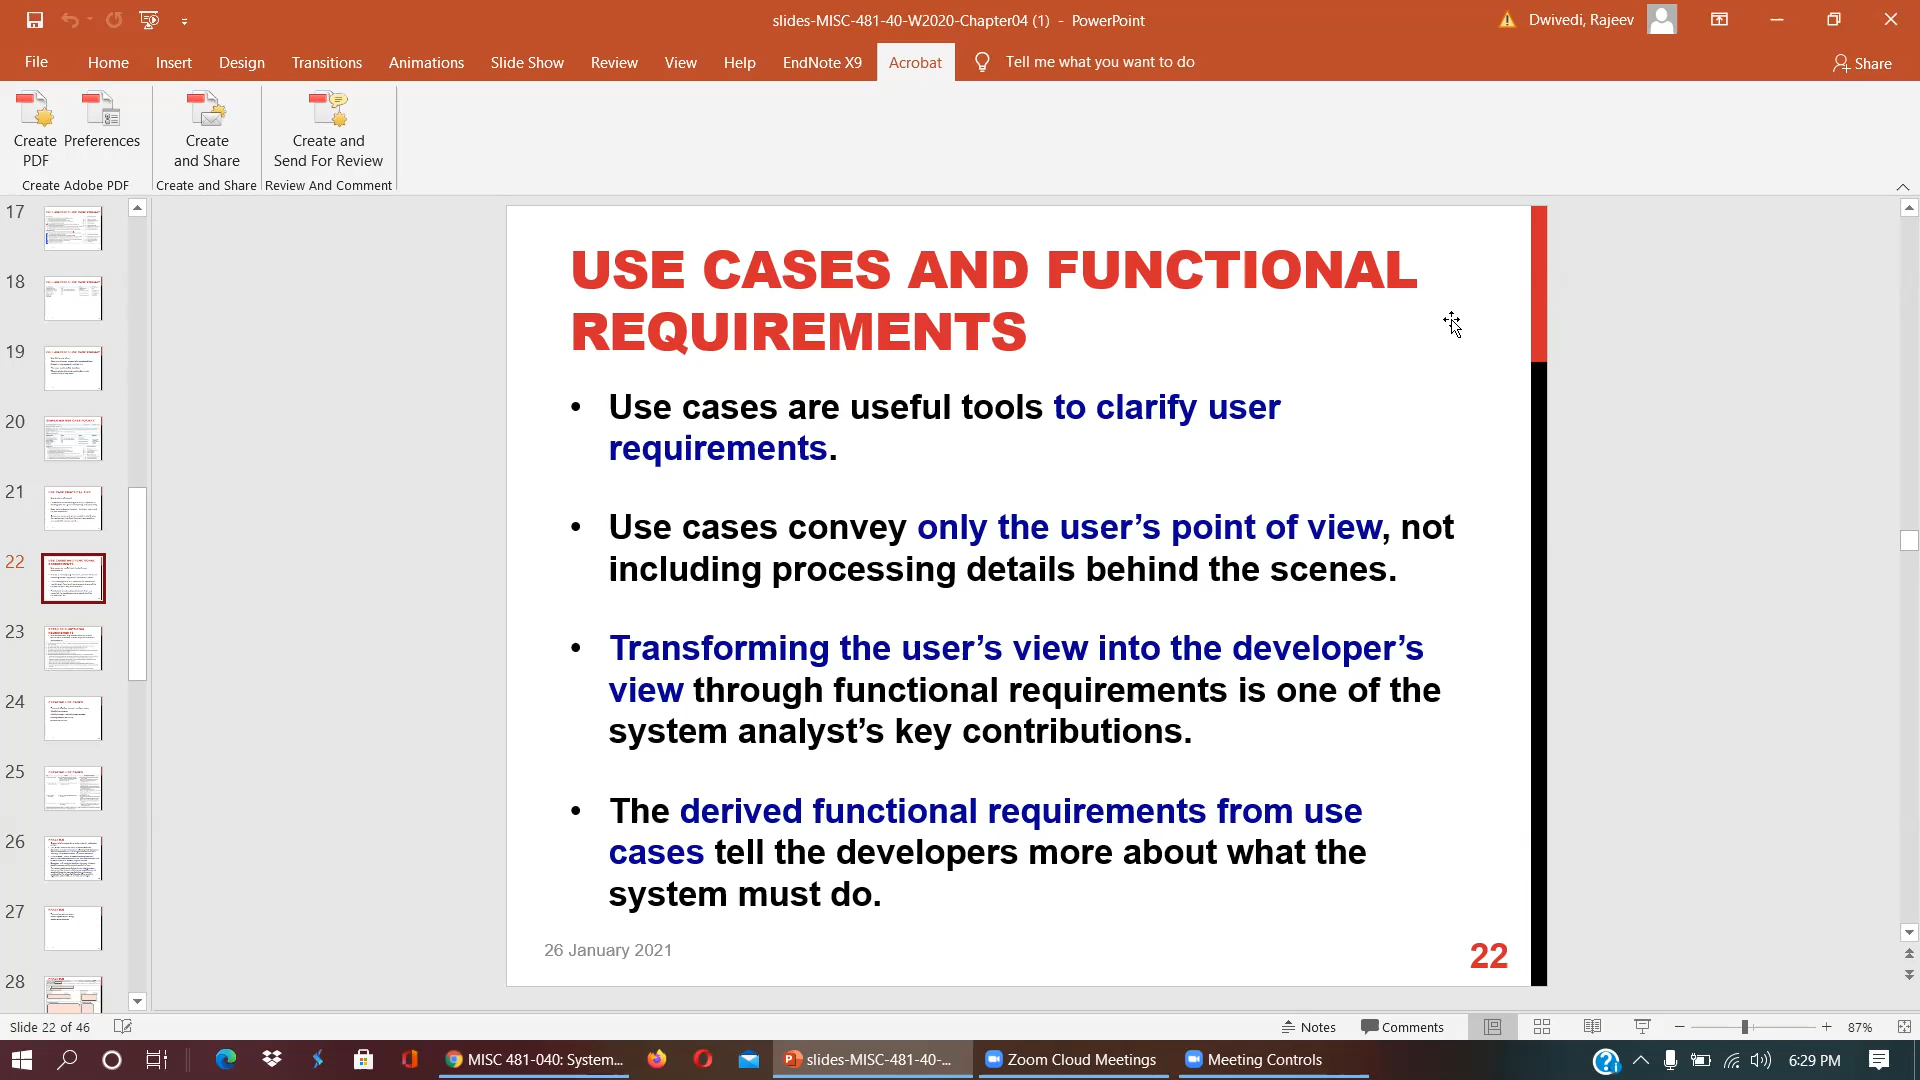 slides-MISC-481-40-W2020-Chapter04 (1) - PowerPoint
Dwivedi, Rajeev
File Home Insert Design Transitions Animations Slide Show Review View Help EndNote X9 Acrobat Tell me what you want to do Share
Create PDF
Preferences
Create and Share
Create and Send For Review
Create Adobe PDF
Create and Share
Review And Comment
17
18
19
20
21
22
23
24
25
26
27
28
USE CASES AND FUNCTIONAL
REQUIREMENTS
• Use cases are useful tools to clarify user
requirements.
• Use cases convey only the user’s point of view, not
including processing details behind the scenes.
• Transforming the user’s view into the developer’s
view through functional requirements is one of the
system analyst’s key contributions.
• The derived functional requirements from use
cases tell the developers more about what the
system must do.
26 January 2021
22
Slide 22 of 46
Notes
Comments
87%
MISC 481-040: System...
slides-MISC-481-40-...
Zoom Cloud Meetings
Meeting Controls
6:29 PM